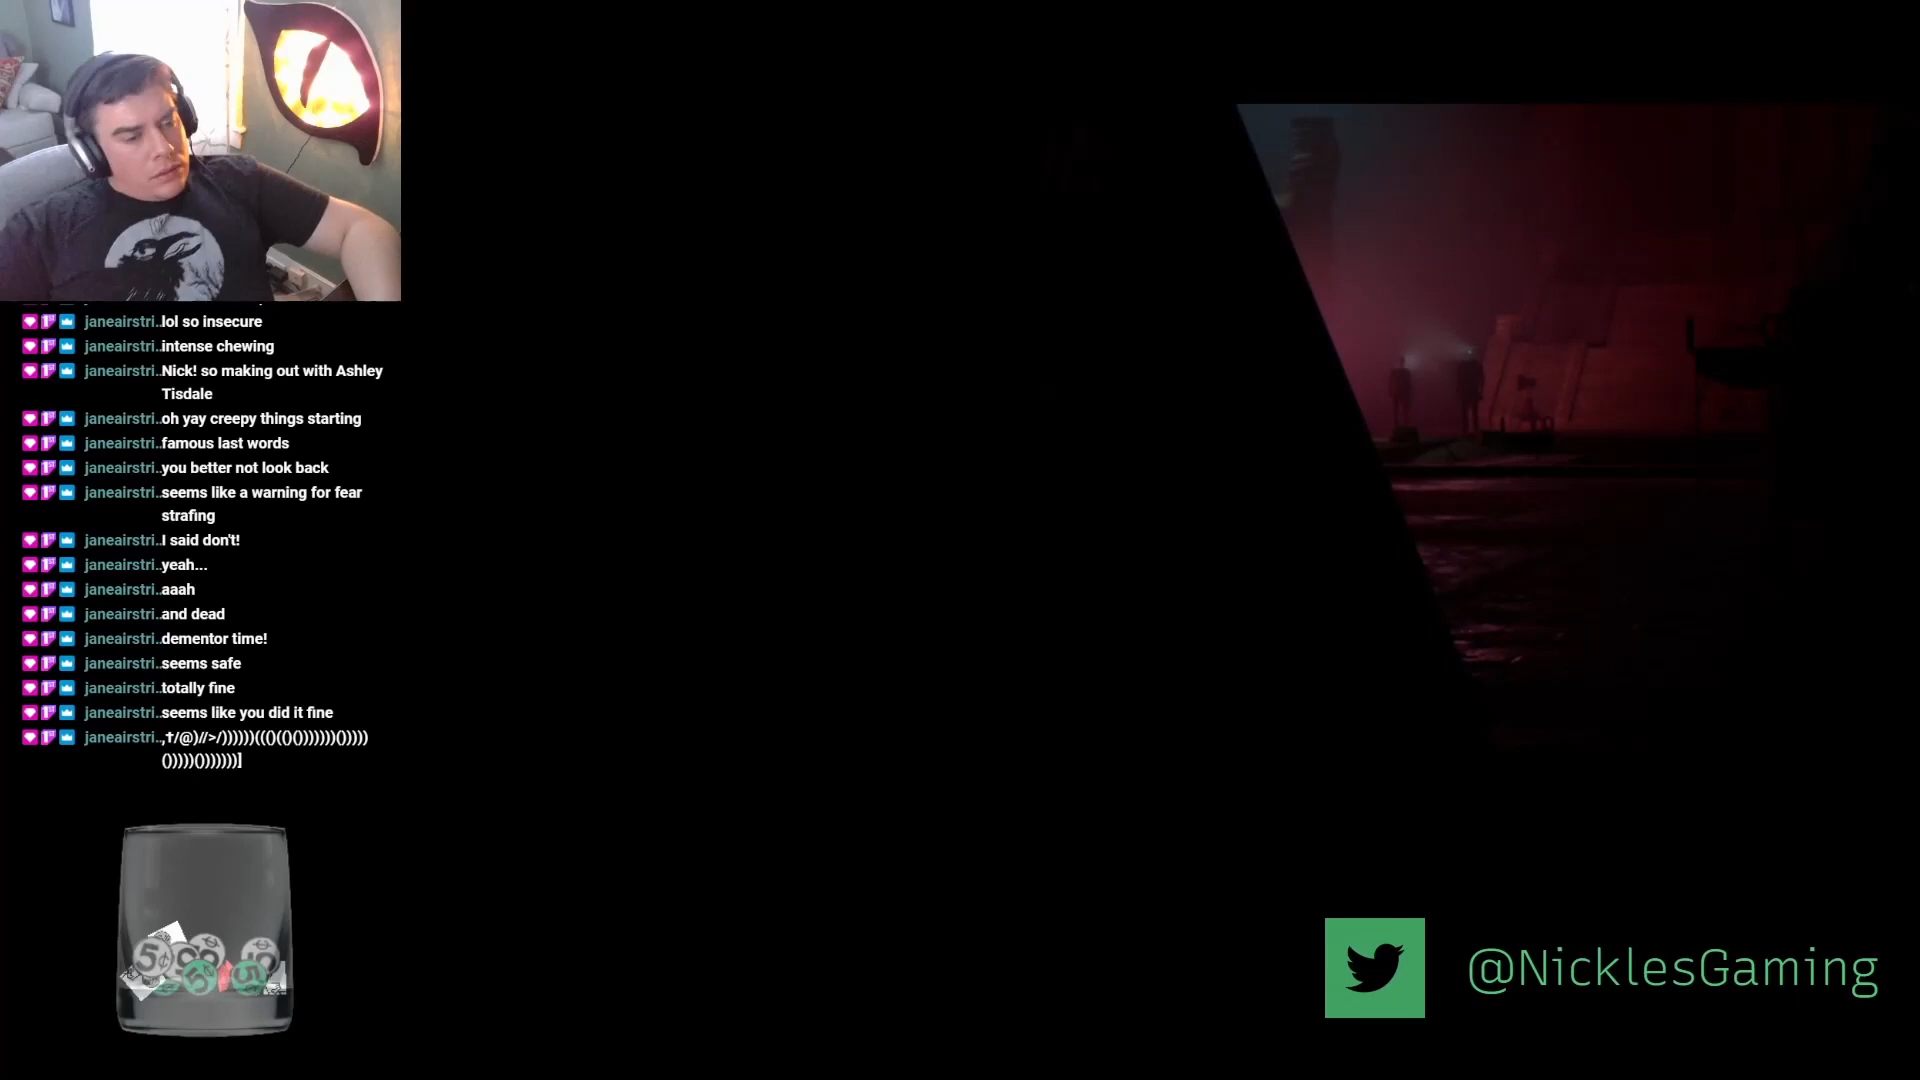 janeairstri..lol so insecure
janeairstri..intense chewing
janeairstri..Nick! so making out with Ashley
Tisdale
janeairstri..oh yay creepy things starting
janeairstri..famous last words
janeairstri..you better not look back
janeairstri..seems like a warning for fear
strafing
janeairstri..I said don't!
janeairstri..yeah...
janeairstri..aaah
janeairstri..and dead
janeairstri..dementor time!
janeairstri..seems safe
janeairstri..totally fine
janeairstri..seems like you did it fine
janeairstri..,†/@)//>/))))))((()(()()))))))()))))
()))))()))))))]
5¢
5¢
@NicklesGaming